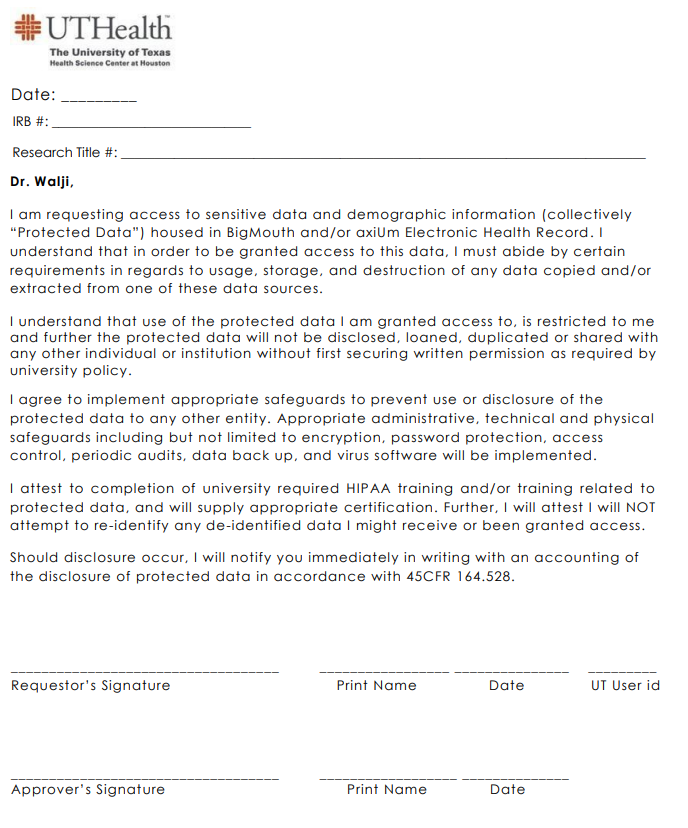 UTHealth
The University of Texas
Health Science Center at Houston
Date: _________
IRB #: ____________________________
Research Title #: __________________________________________________________________________
Dr. Walji,
I am requesting access to sensitive data and demographic information (collectively
“Protected Data”) housed in BigMouth and/or axiUm Electronic Health Record. I
understand that in order to be granted access to this data, I must abide by certain
requirements in regards to usage, storage, and destruction of any data copied and/or
extracted from one of these data sources.
I understand that use of the protected data I am granted access to, is restricted to me
and further the protected data will not be disclosed, loaned, duplicated or shared with
any other individual or institution without first securing written permission as required by
university policy.
I agree to implement appropriate safeguards to prevent use or disclosure of the
protected data to any other entity. Appropriate administrative, technical and physical
safeguards including but not limited to encryption, password protection, access
control, periodic audits, data back up, and virus software will be implemented.
I attest to completion of university required HIPAA training and/or training related to
protected data, and will supply appropriate certification. Further, I will attest I will NOT
attempt to re-identify any de-identified data I might receive or been granted access.
Should disclosure occur, I will notify you immediately in writing with an accounting of
the disclosure of protected data in accordance with 45CFR 164.528.
___________________________________ _________________ _______________ _________
Requestor’s Signature Print Name Date UT User id
___________________________________ __________________ ______________
Approver’s Signature Print Name Date